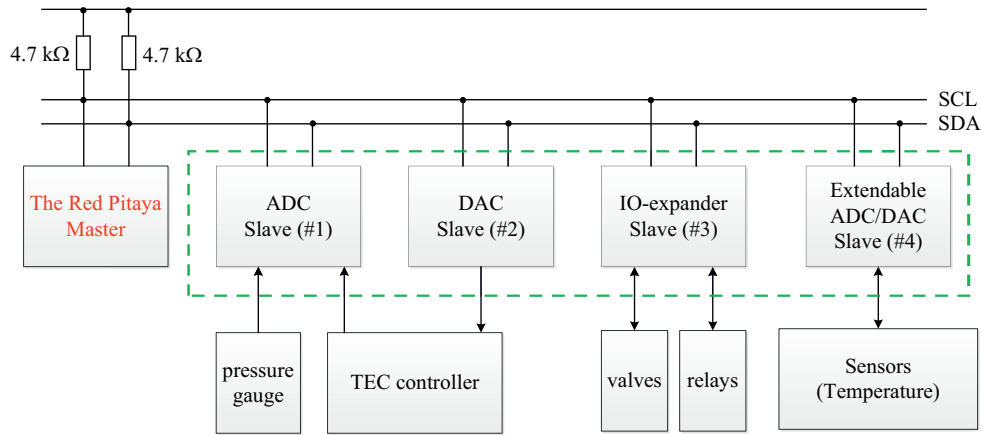 4.7 kΩ
4.7 kΩ
SCL
SDA
The Red Pitaya
Master
ADC
Slave (#1)
DAC
Slave (#2)
IO-expander
Slave (#3)
Extendable
ADC/DAC
Slave (#4)
pressure
gauge
TEC controller
valves
relays
Sensors
(Temperature)